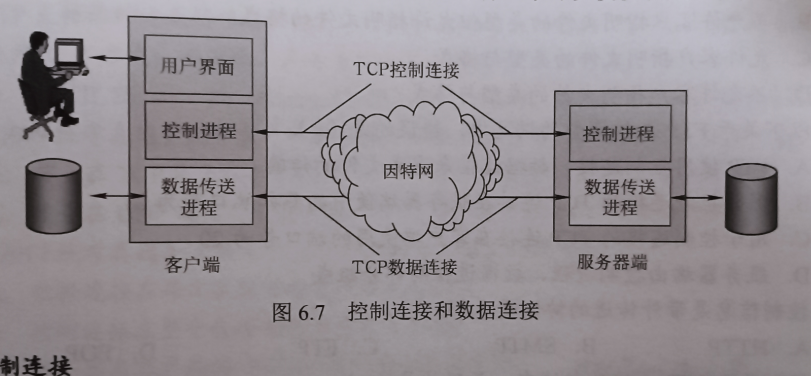 用户界面
TCP控制连接
控制进程
控制进程
因特网
数据传送
进程
数据传送
进程
客户端
TCP数据连接
服务器端
图 6.7 控制连接和数据连接
制连接